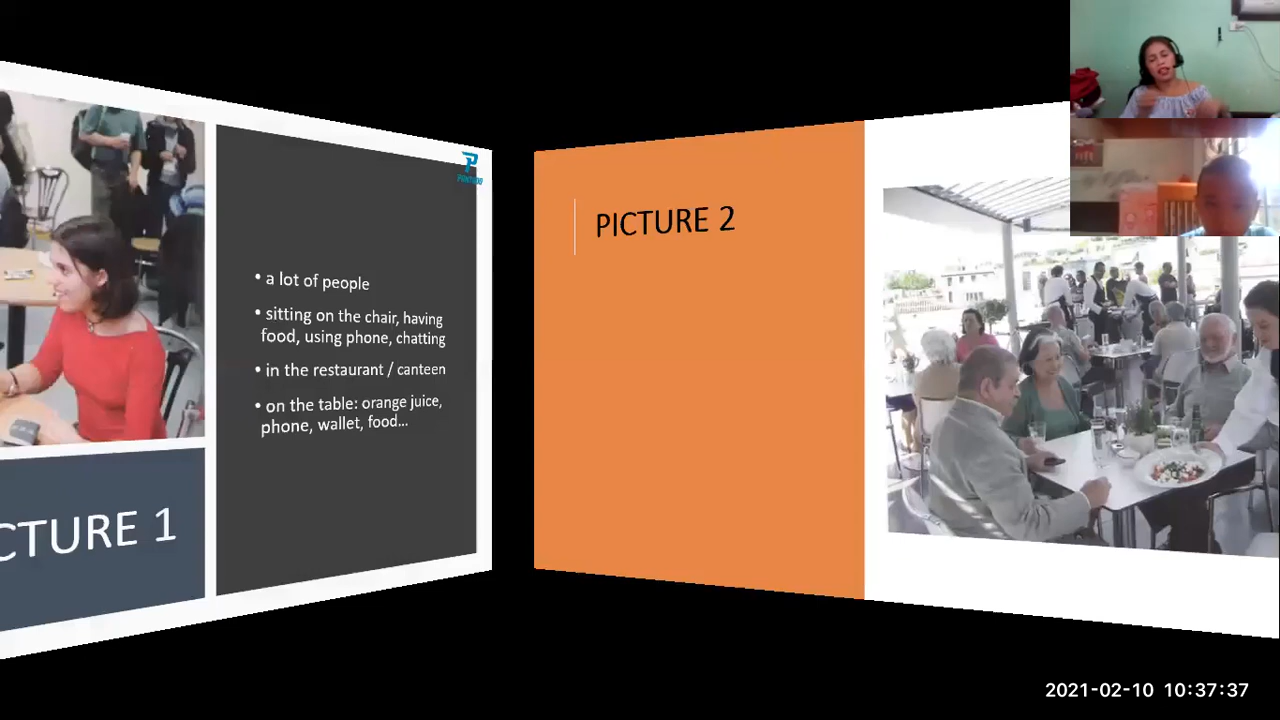 CTURE 1
• a lot of people
• sitting on the chair, having
food, using phone, chatting
• in the restaurant / canteen
• on the table: orange juice,
phone, wallet, food...
PICTURE 2
2021-02-10 10:37:37